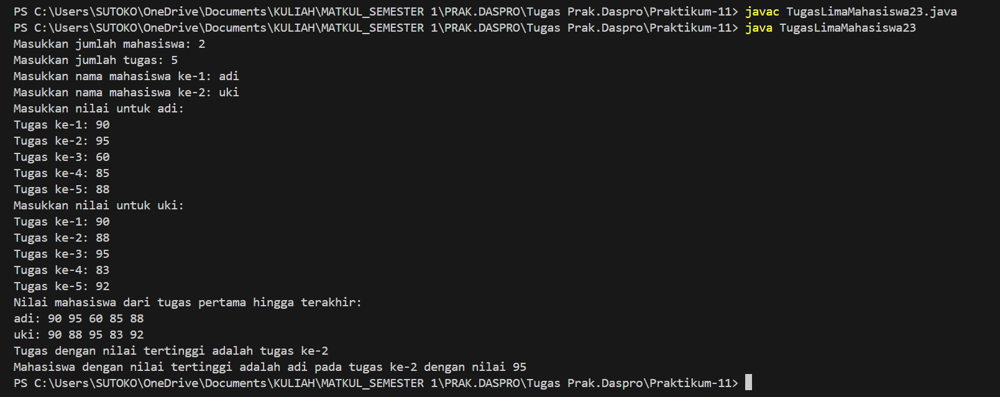 PS C:\Users\SUTOKO\OneDrive\Documents\KULIAH\MATKUL_SEMESTER 1\PRAK.DASPRO\Tugas Prak.Daspro\Praktikum-11> javac TugasLimaMahasiswa23.java
PS C:\Users\SUTOKO\OneDrive\Documents\KULIAH\MATKUL_SEMESTER 1\PRAK.DASPRO\Tugas Prak.Daspro\Praktikum-11> java TugasLimaMahasiswa23
Masukkan jumlah mahasiswa: 2
Masukkan jumlah tugas: 5
Masukkan nama mahasiswa ke-1: adi
Masukkan nama mahasiswa ke-2: uki
Masukkan nilai untuk adi:
Tugas ke-1: 90
Tugas ke-2: 95
Tugas ke-3: 60
Tugas ke-4: 85
Tugas ke-5: 88
Masukkan nilai untuk uki:
Tugas ke-1: 90
Tugas ke-2: 88
Tugas ke-3: 95
Tugas ke-4: 83
Tugas ke-5: 92
Nilai mahasiswa dari tugas pertama hingga terakhir:
adi: 90 95 60 85 88
uki: 90 88 95 83 92
Tugas dengan nilai tertinggi adalah tugas ke-2
Mahasiswa dengan nilai tertinggi adalah adi pada tugas ke-2 dengan nilai 95
PS C:\Users\SUTOKO\OneDrive\Documents\KULIAH\MATKUL_SEMESTER 1\PRAK.DASPRO\Tugas Prak.Daspro\Praktikum-11>